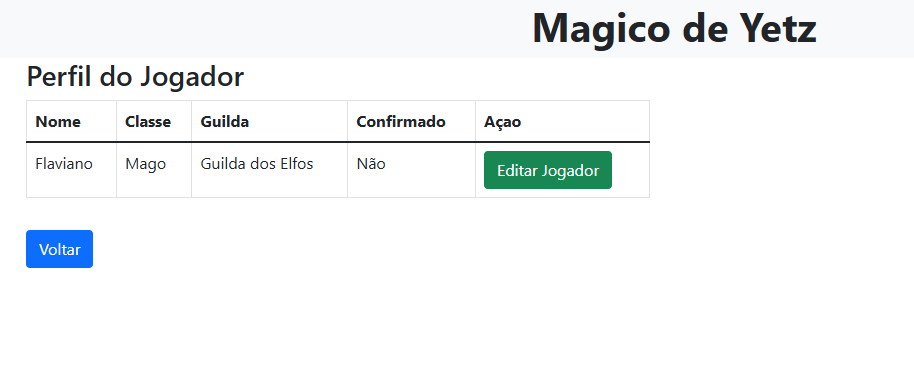 Magico de Yetz
Perfil do Jogador
Nome Classe Guilda Confirmado Açao
Flaviano Mago Guilda dos Elfos Não Editar Jogador
Voltar